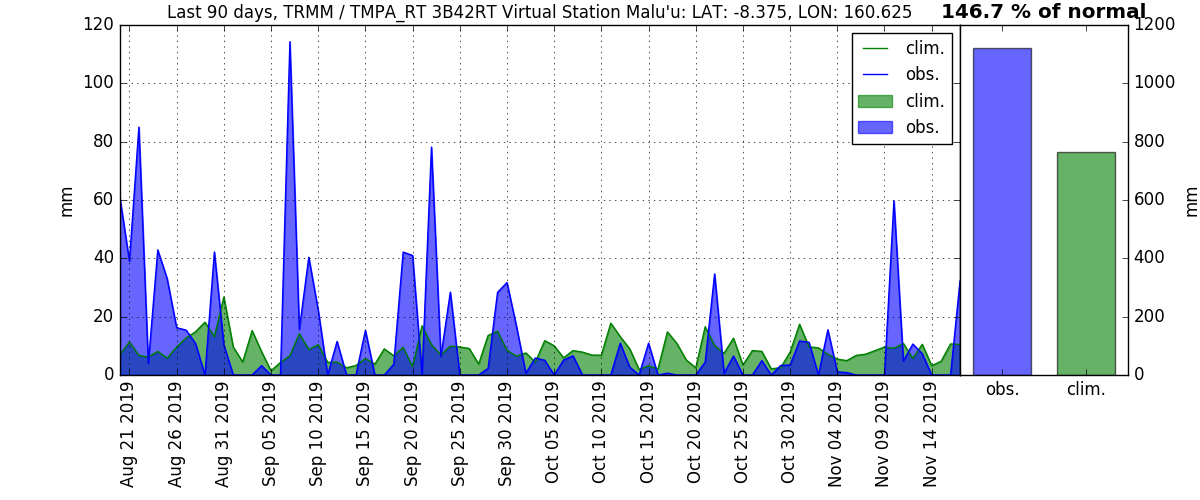 Last 90 days, TRMM / TMPA_RT 3B42RT Virtual Station Malu'u: LAT: -8.375, LON: 160.625
146.7 % of normal
120
100
80
60
40
20
0
mm
clim.
obs.
clim.
obs.
1200
1000
800
600
400
200
0
mm
obs.
clim.
Aug 21 2019
Aug 26 2019
Aug 31 2019
Sep 05 2019
Sep 10 2019
Sep 15 2019
Sep 20 2019
Sep 25 2019
Sep 30 2019
Oct 05 2019
Oct 10 2019
Oct 15 2019
Oct 20 2019
Oct 25 2019
Oct 30 2019
Nov 04 2019
Nov 09 2019
Nov 14 2019